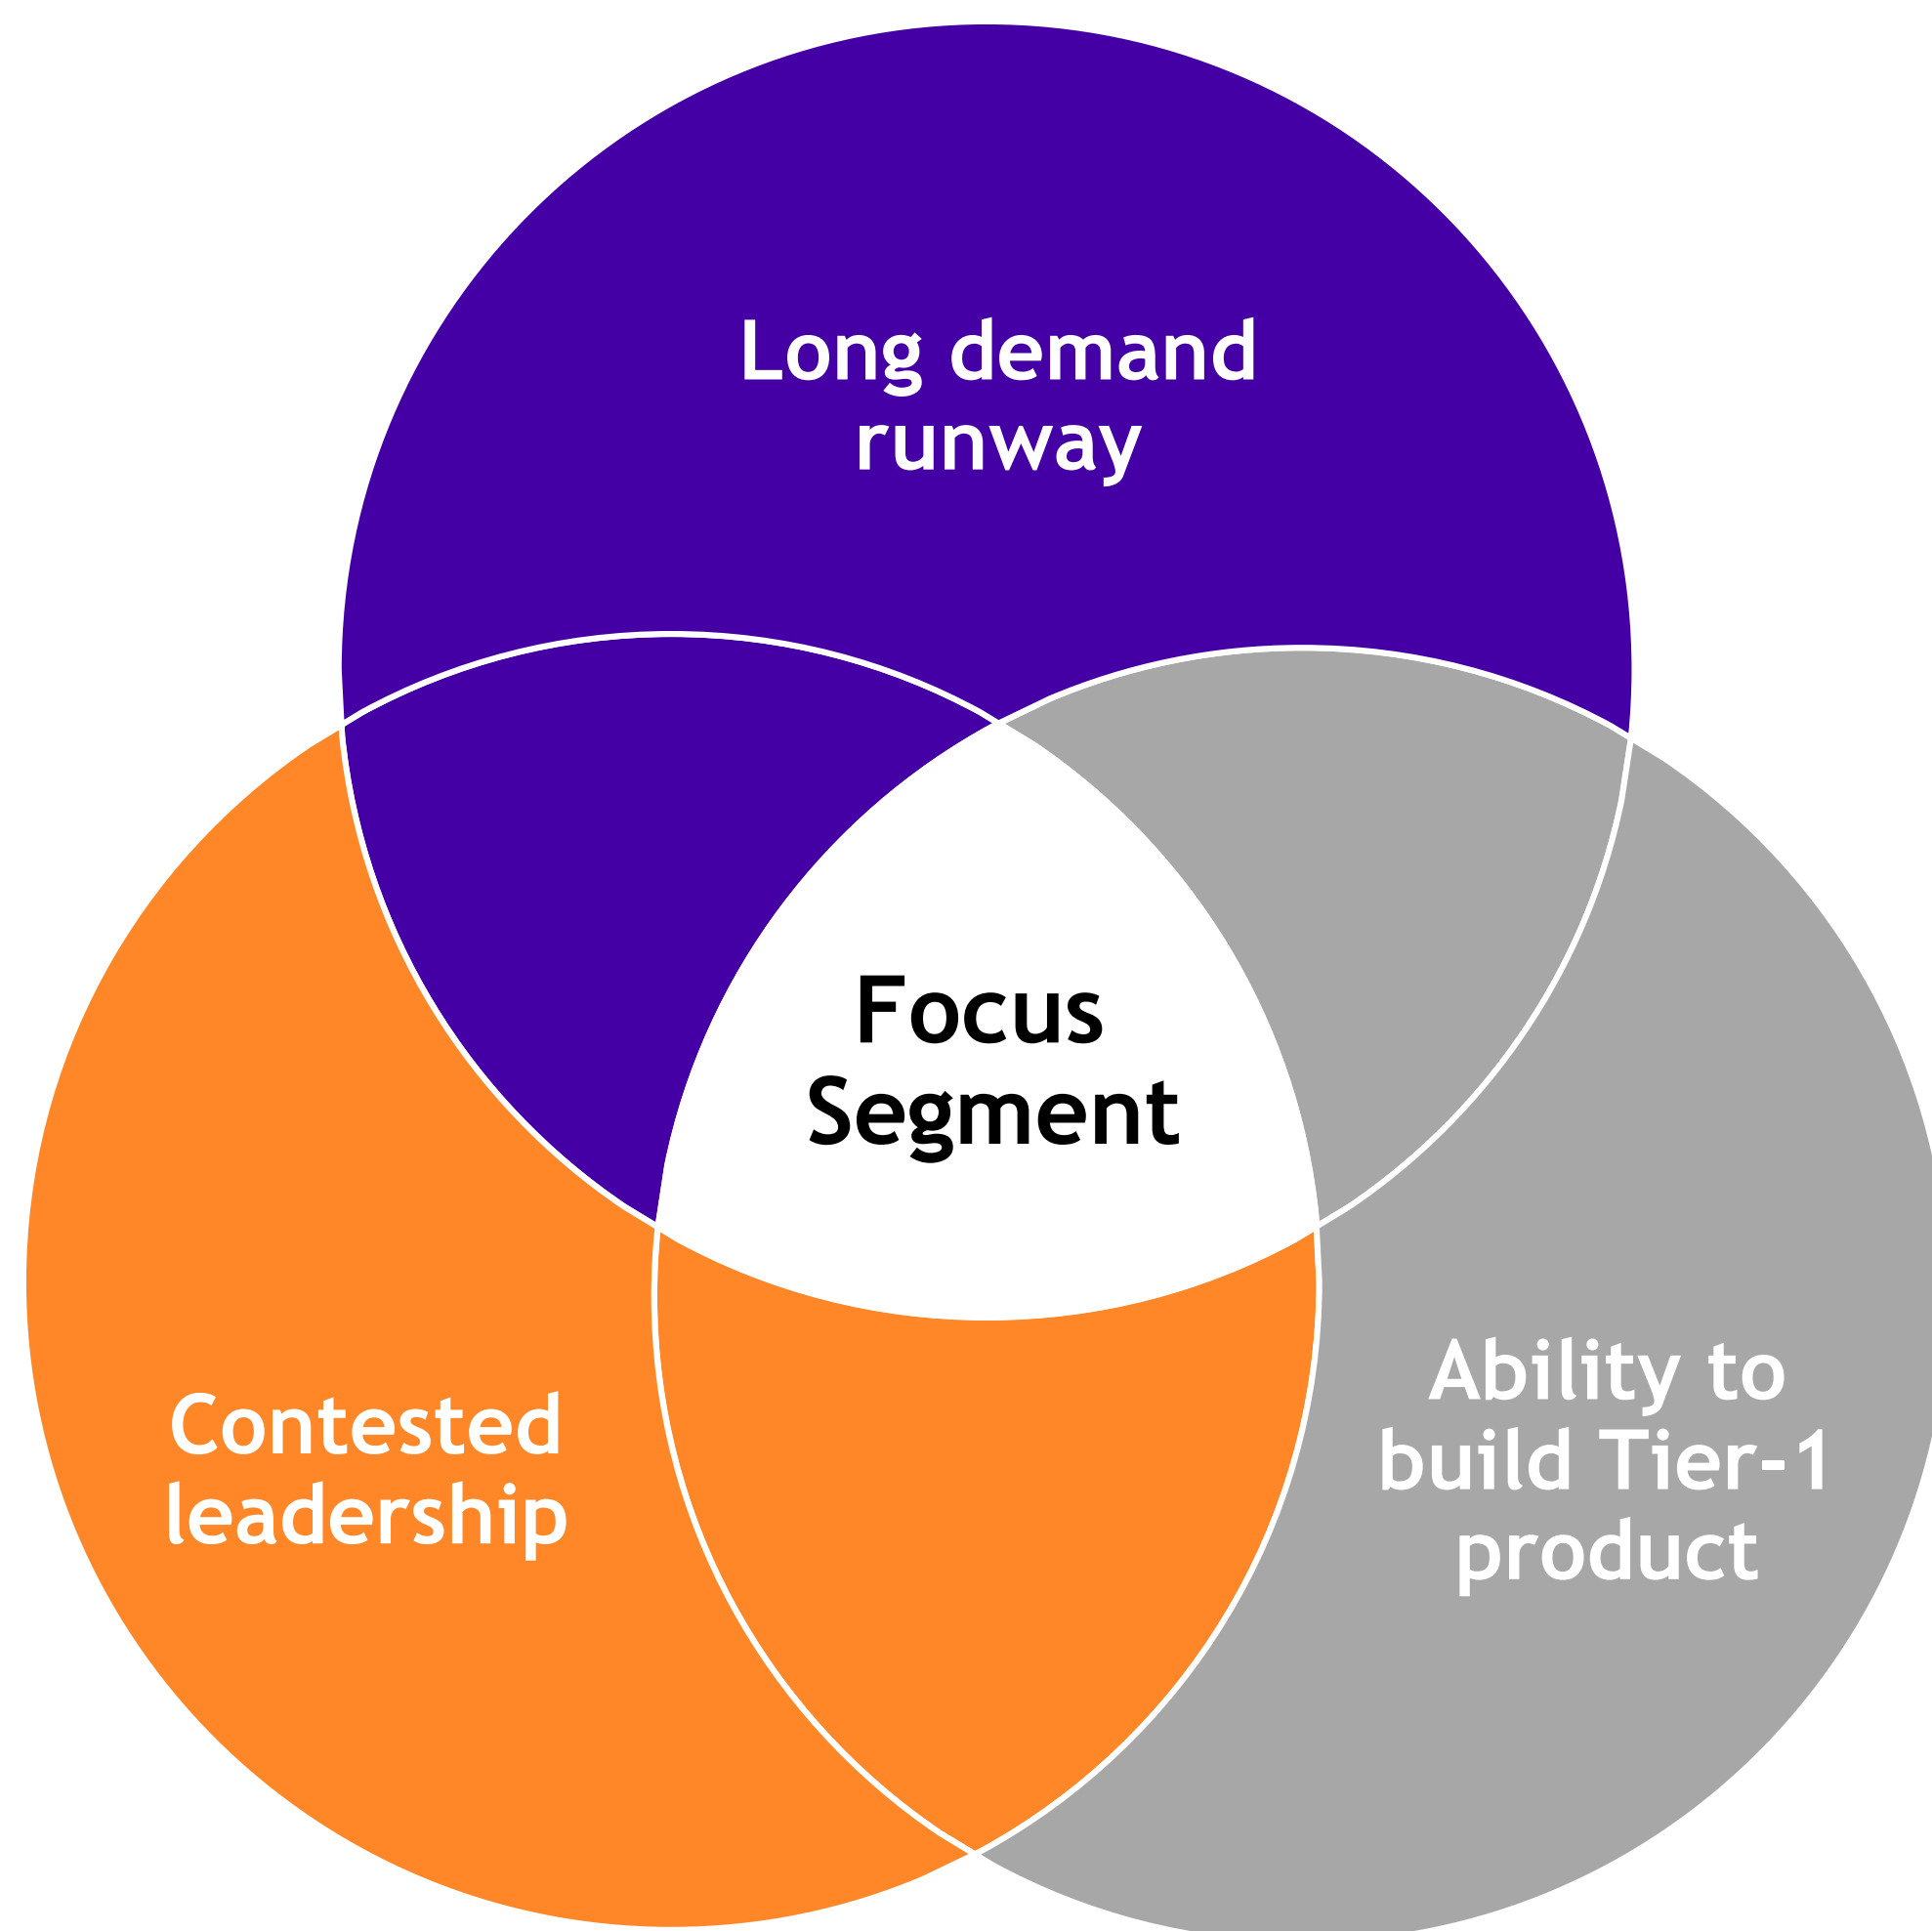 Long demand
runway
Focus
Segment
Contested
leadership
Ability to
build Tier-1
product